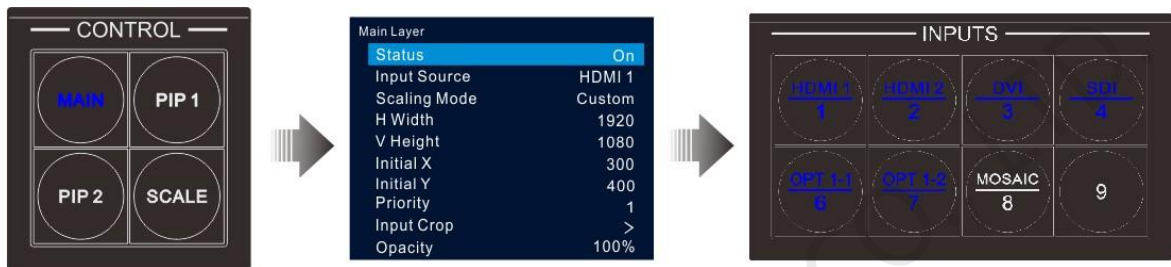 CONTROL
MAIN
PIP 1
PIP 2
SCALE
Main Layer
Status On
Input Source HDMI 1
Scaling Mode Custom
H Width 1920
V Height 1080
Initial X 300
Initial Y 400
Priority 1
Input Crop >
Opacity 100%
INPUTS
HDMI 1
1
HDMI 2
2
DVI
3
SDI
4
OPT 1-1
6
OPT 1-2
7
MOSAIC
8
9